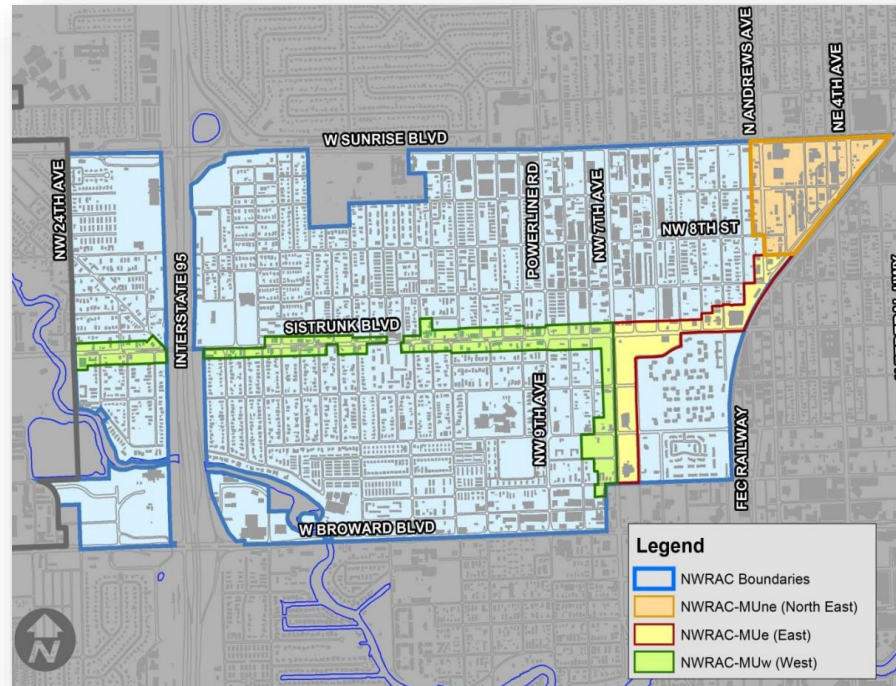 N ANDREWS AVE
NE 4TH AVE
W SUNRISE BLVD
NW 24TH AVE
INTERSTATE 95
POWERLINE RD
NW 7TH AVE
NW 8TH ST
SISTRUNK BLVD
NW 9TH AVE
FEC RAILWAY
W BROWARD BLVD
Legend
NWRAC Boundaries
NWRAC-MUne (North East)
NWRAC-MUe (East)
NWRAC-MUw (West)
N